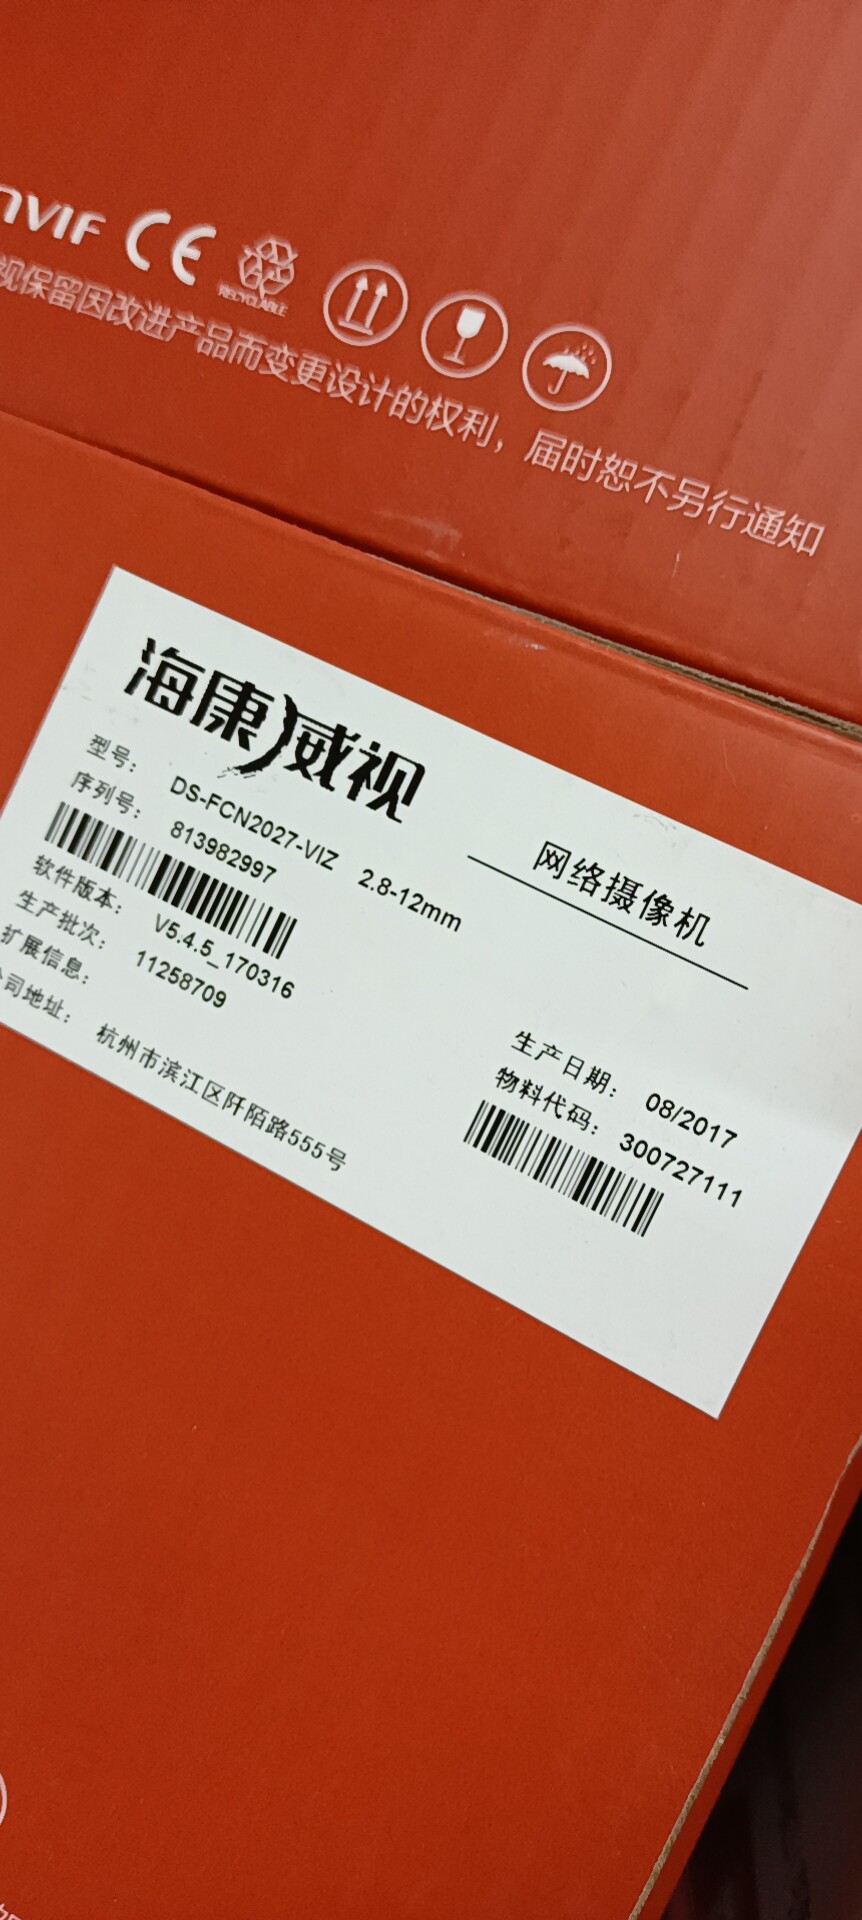 nVIF CE RECYCLABLE
视保留因改进产品而变更设计的权利，届时恕不另行通知
海康威视
网络摄像机
型号： DS-FCN2027-VIZ 2.8-12mm
序列号： 813982997
软件版本： V5.4.5_170316
生产批次： 11258709
扩展信息：
公司地址： 杭州市滨江区阡陌路555号
生产日期： 08/2017
物料代码： 300727111